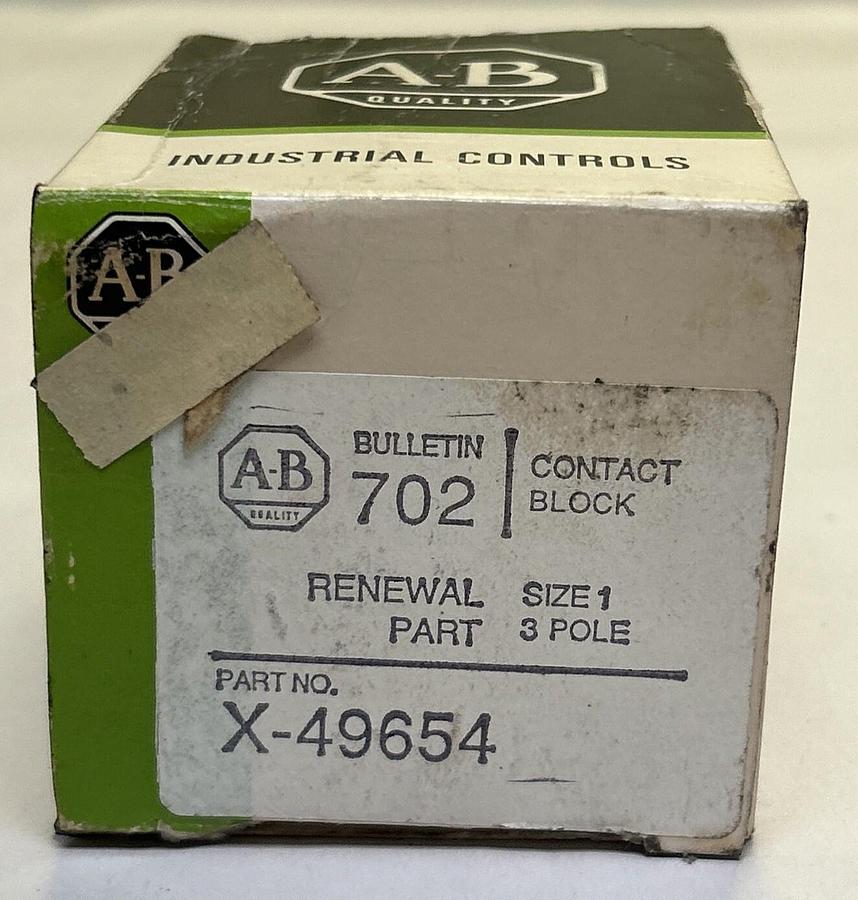 A-B
QUALITY
INDUSTRIAL CONTROLS
A-B
A-B
QUALITY
BULLETIN
702
CONTACT
BLOCK
RENEWAL
PART
SIZE 1
3 POLE
PART NO.
X-49654